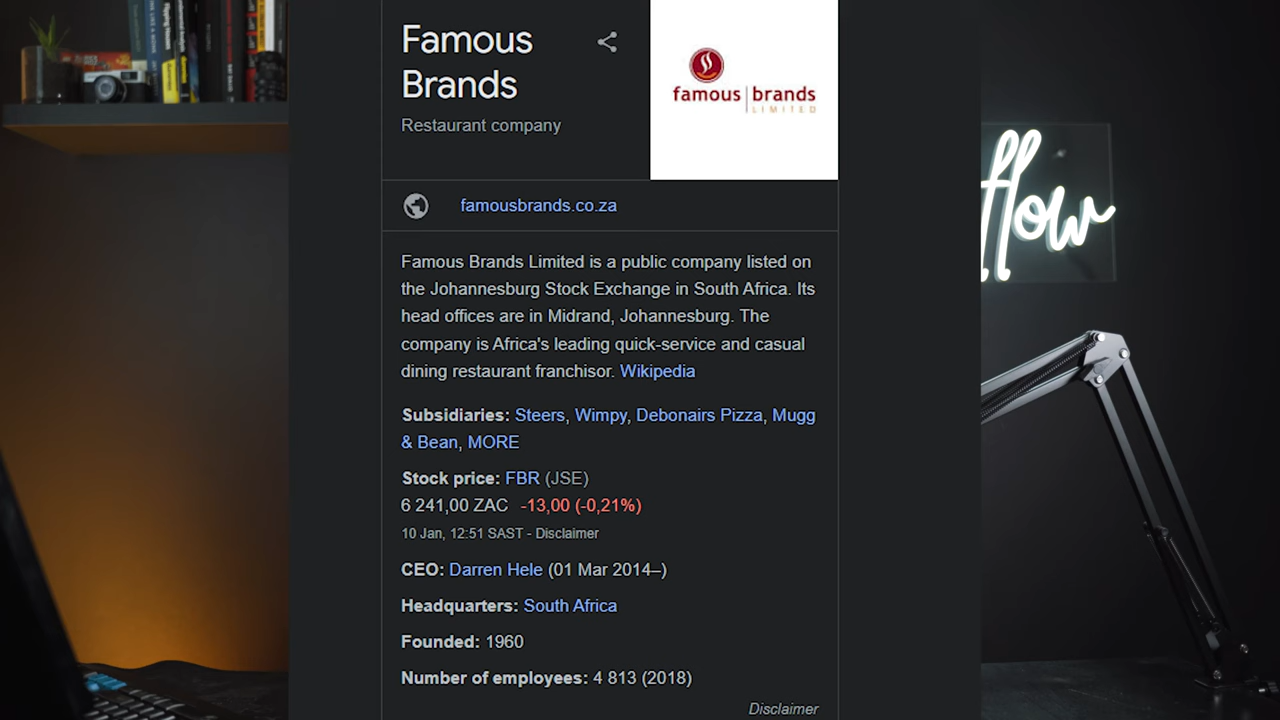 Famous
Brands
Restaurant company
famous | brands
LIMITED
famousbrands.co.za
Famous Brands Limited is a public company listed on
the Johannesburg Stock Exchange in South Africa. Its
head offices are in Midrand, Johannesburg. The
company is Africa's leading quick-service and casual
dining restaurant franchisor. Wikipedia
Subsidiaries: Steers, Wimpy, Debonairs Pizza, Mugg
& Bean, MORE
Stock price: FBR (JSE)
6 241,00 ZAC -13,00 (-0,21%)
10 Jan, 12:51 SAST - Disclaimer
CEO: Darren Hele (01 Mar 2014–)
Headquarters: South Africa
Founded: 1960
Number of employees: 4 813 (2018)
Disclaimer
flow